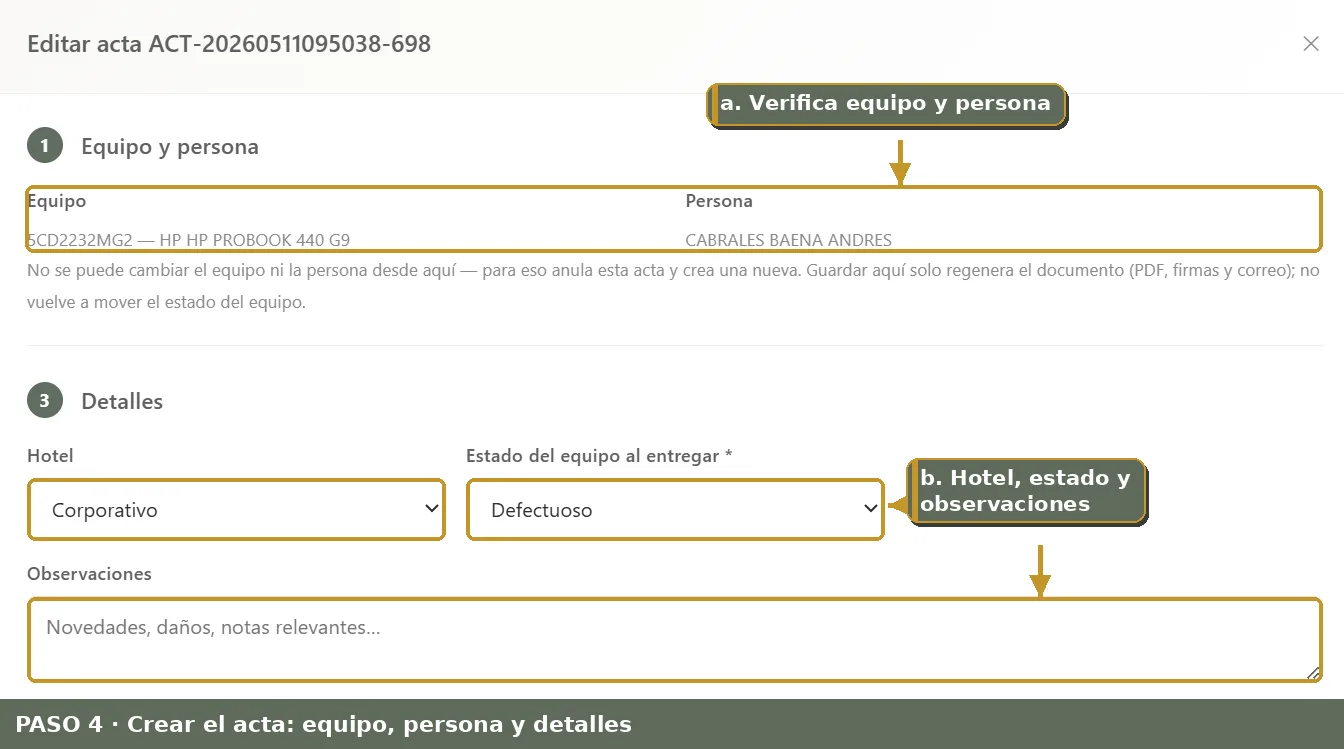 Editar acta ACT-20260511095038-698
a. Verifica equipo y persona
1 Equipo y persona
Equipo Persona
5CD2232MG2 — HP HP PROBOOK 440 G9 CABRALES BAENA ANDRES
No se puede cambiar el equipo ni la persona desde aquí — para eso anula esta acta y crea una nueva. Guardar aquí solo regenera el documento (PDF, firmas y correo); no
vuelve a mover el estado del equipo.
3 Detalles
Hotel Estado del equipo al entregar *
Corporativo Defectuoso
b. Hotel, estado y
observaciones
Observaciones
Novedades, daños, notas relevantes...
PASO 4 · Crear el acta: equipo, persona y detalles